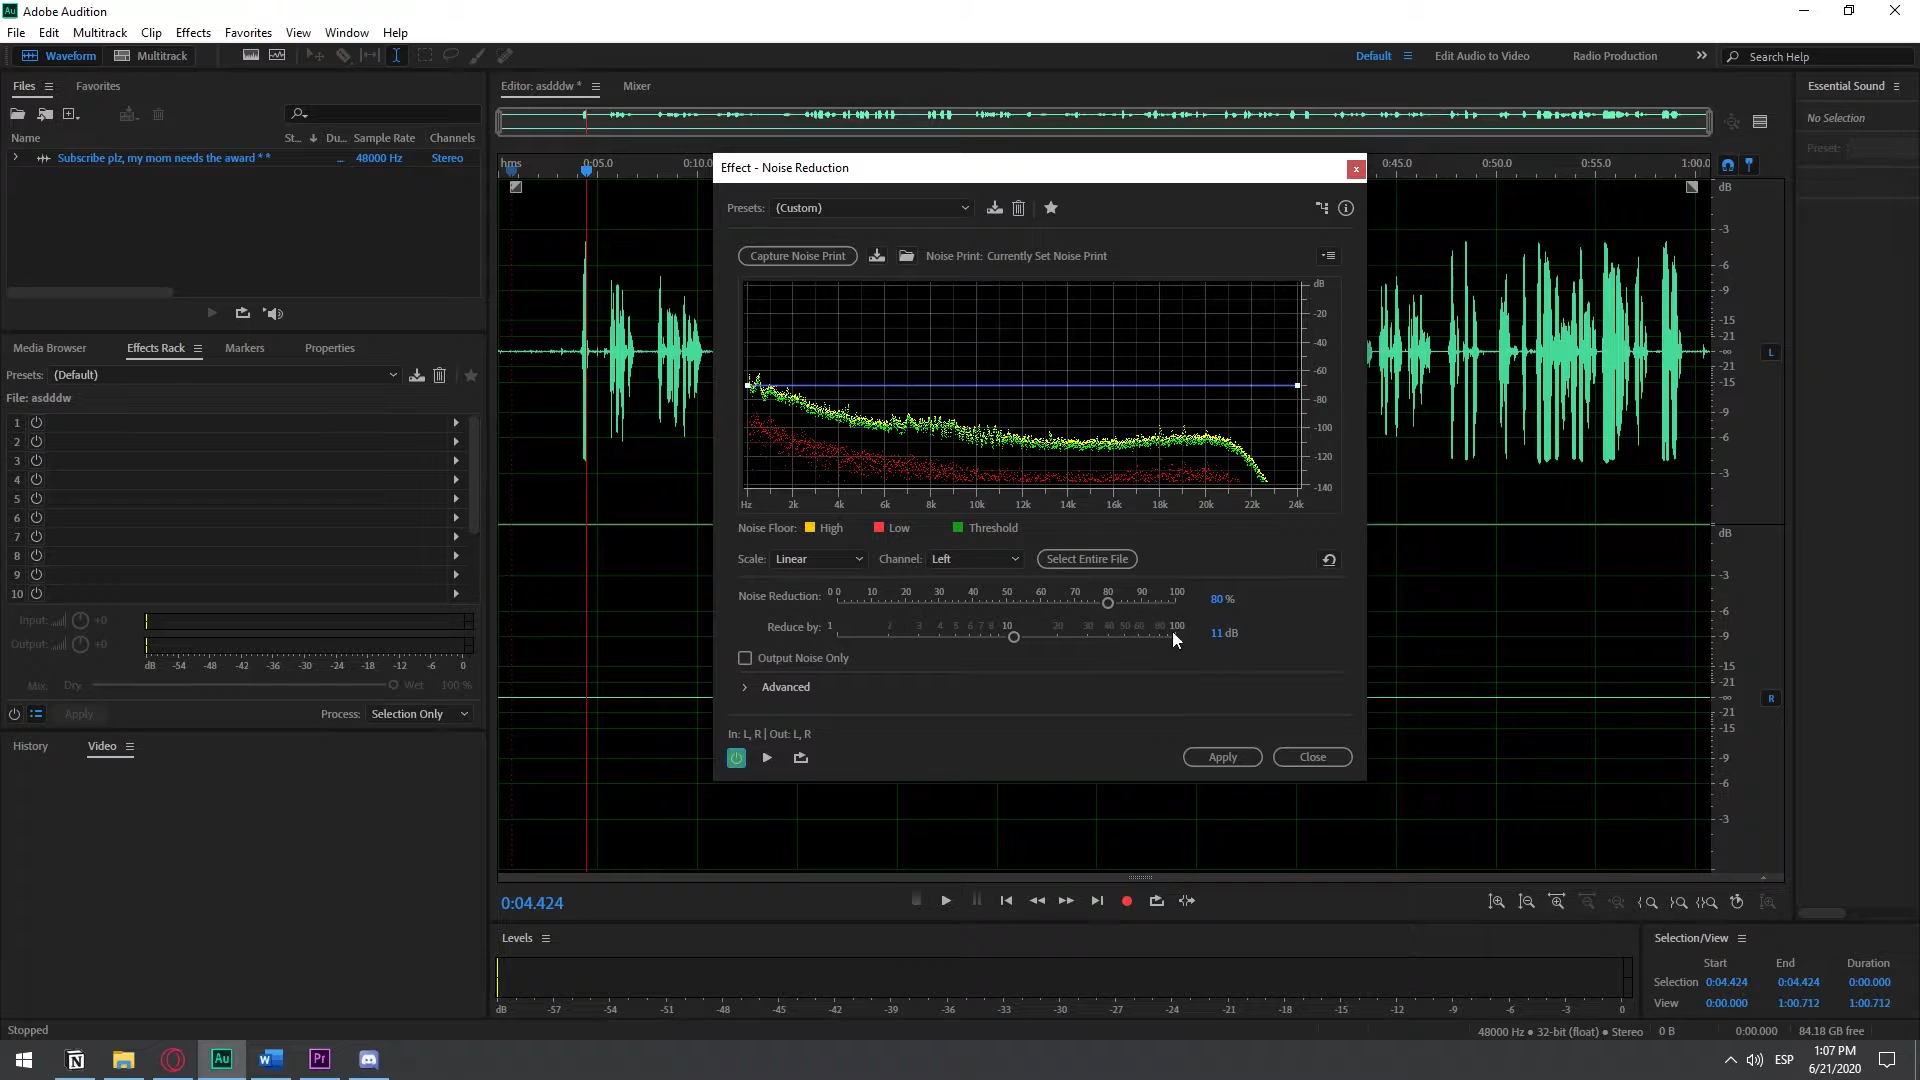 Au Adobe Audition
File Edit Multitrack Clip Effects Favorites View Window Help
Waveform Multitrack
Default Edit Audio to Video Radio Production Search Help
Files Favorites
Name St... Du... Sample Rate Channels
Subscribe plz, my mom needs the award * * ... 48000 Hz Stereo
Media Browser Effects Rack Markers Properties
Presets: (Default)
File: asdddw
1
2
3
4
5
6
7
8
9
10
Input: +0
Output: +0
dB -54 -48 -42 -36 -30 -24 -18 -12 -6 0
Mix: Dry Wet 100 %
Apply Process: Selection Only
History Video
Editor: asdddw * Mixer
hms 0:05.0 0:10.0 0:45.0 0:50.0 0:55.0 1:00.0
Effect - Noise Reduction
x
Presets: (Custom)
Capture Noise Print Noise Print: Currently Set Noise Print
dB
-20
-40
-60
-80
-100
-120
-140
Hz 2k 4k 6k 8k 10k 12k 14k 16k 18k 20k 22k 24k
Noise Floor: High Low Threshold
Scale: Linear Channel: Left Select Entire File
Noise Reduction: 0 0 10 20 30 40 50 60 70 80 90 100 80 %
Reduce by: 1 2 3 4 5 6 7 8 10 20 30 40 50 60 80 100 11 dB
Output Noise Only
Advanced
In: L, R | Out: L, R
Apply Close
dB
-3
-6
-9
-15
-21
-∞
-21
-15
-9
-6
-3
L
dB
-3
-6
-9
-15
-21
-∞
-21
-15
-9
-6
-3
R
0:04.424
Levels
dB -57 -54 -51 -48 -45 -42 -39 -36 -33 -30 -27 -24 -21 -18 -15 -12 -9 -6 -3 0
Essential Sound
No Selection
Preset:
Selection/View
Start End Duration
Selection 0:04.424 0:04.424 0:00.000
View 0:00.000 1:00.712 1:00.712
Stopped
48000 Hz ● 32-bit (float) ● Stereo 0 B 0:00.000 84.18 GB free
N Au W Pr
ESP
1:07 PM
6/21/2020